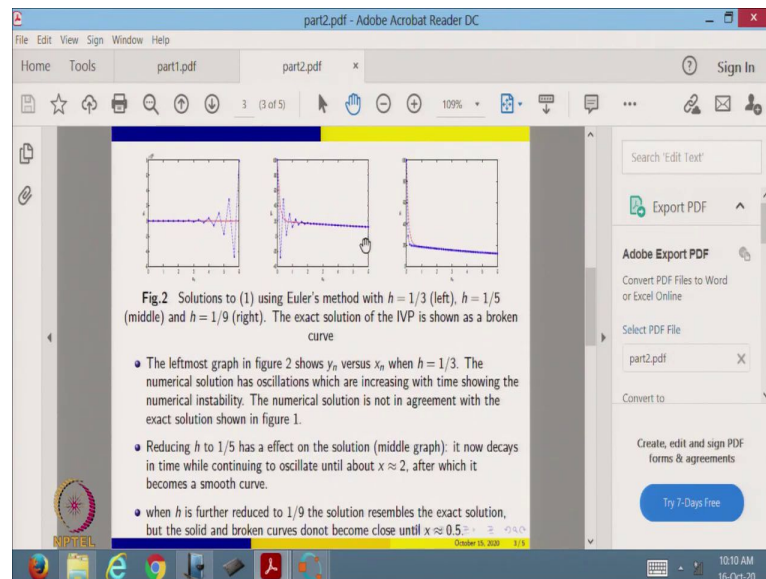 part2.pdf - Adobe Acrobat Reader DC
File Edit View Sign Window Help
Home Tools part1.pdf part2.pdf × Sign In
3 (3 of 5) 109%
Search 'Edit Text'
Export PDF
Adobe Export PDF
Convert PDF Files to Word
or Excel Online
Select PDF File
part2.pdf X
Convert to
Create, edit and sign PDF
forms & agreements
Try 7-Days Free
Fig.2 Solutions to (1) using Euler's method with h = 1/3 (left), h = 1/5
(middle) and h = 1/9 (right). The exact solution of the IVP is shown as a broken
curve
• The leftmost graph in figure 2 shows yₙ versus xₙ when h = 1/3. The
numerical solution has oscillations which are increasing with time showing the
numerical instability. The numerical solution is not in agreement with the
exact solution shown in figure 1.
• Reducing h to 1/5 has a effect on the solution (middle graph): it now decays
in time while continuing to oscillate until about x ≈ 2, after which it
becomes a smooth curve.
• when h is further reduced to 1/9 the solution resembles the exact solution,
but the solid and broken curves donot become close until x ≈ 0.5
October 15, 2020 3/5
NPTEL
10:10 AM
16-Oct-20